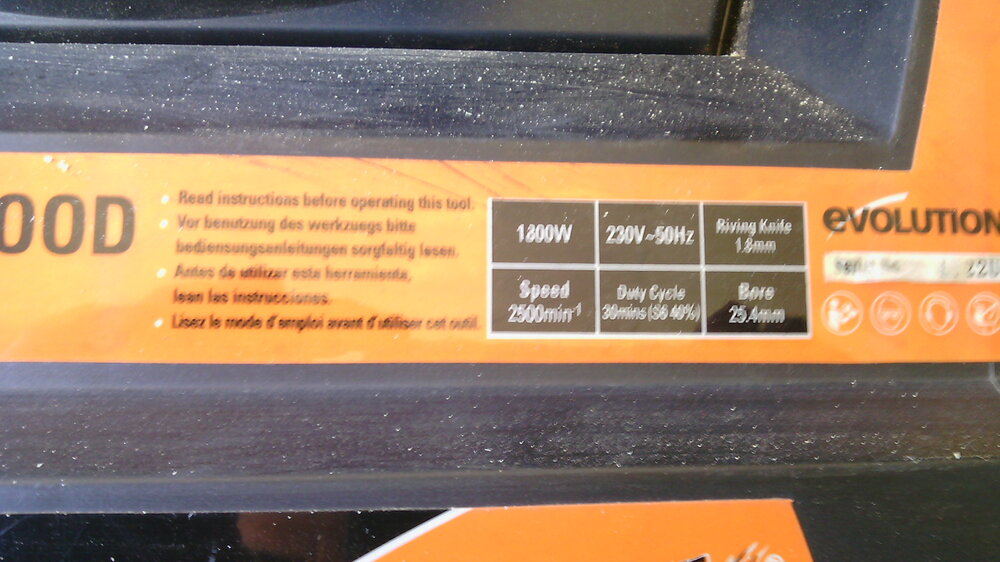 00D
• Read instructions before operating this tool.
• Vor benutzung des werkzuegs bitte
bediensungsenleitungen sorgfaltig lesen.
• Antes de utilizar esta herramienta,
lean las instrucciones.
• Lisez le mode d'emploi avant d'utiliser cet outil.
1800W
230V~50Hz
Riving Knife
1.8mm
Speed
2500min-1
Duty Cycle
30mins (S6 40%)
Bore
25.4mm
evolution